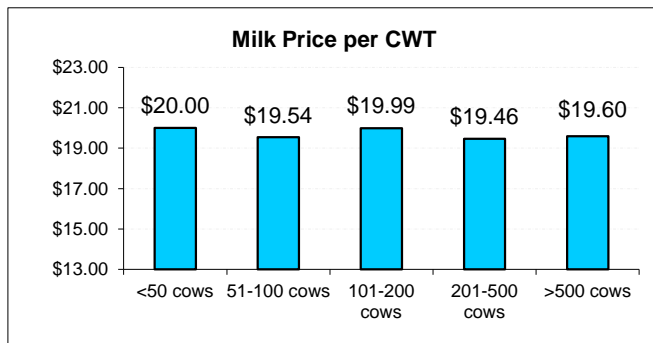 Milk Price per CWT
$23.00
$21.00
$19.00
$17.00
$15.00
$13.00
$20.00
$19.54
$19.99
$19.46
$19.60
<50 cows
51-100 cows
101-200
cows
201-500
cows
>500 cows